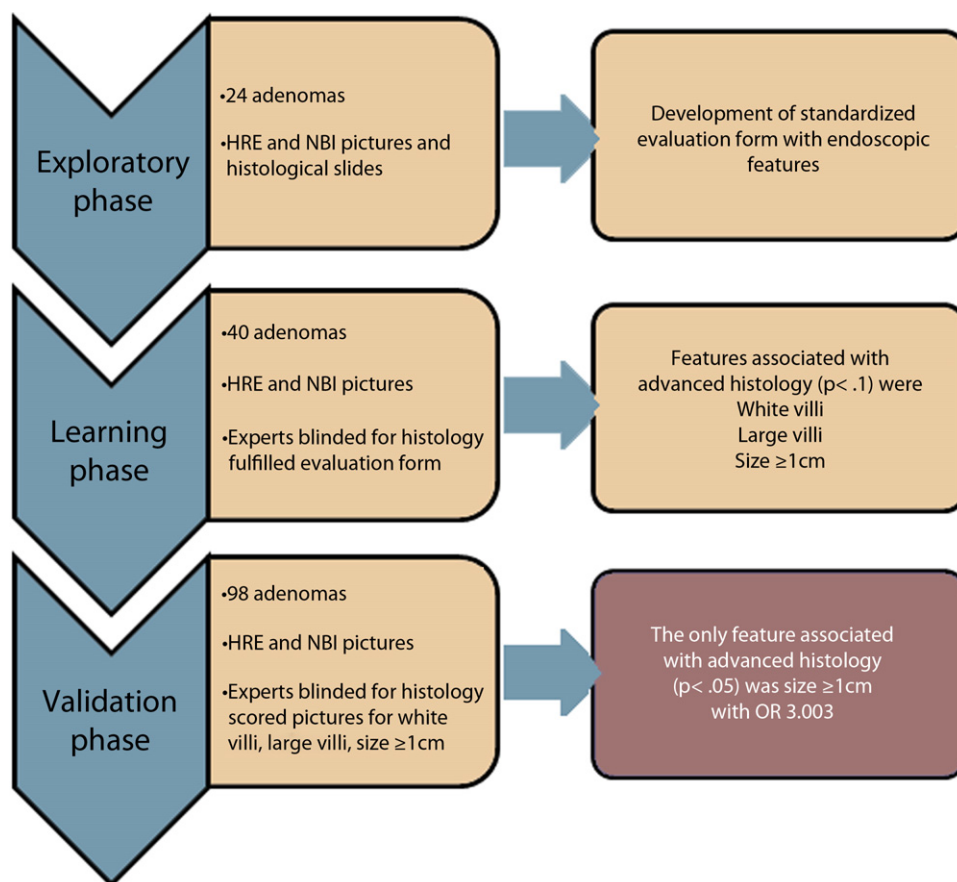 Exploratory
phase
•24 adenomas
•HRE and NBI pictures and
histological slides
Development of standardized
evaluation form with endoscopic
features
Learning
phase
•40 adenomas
•HRE and NBI pictures
•Experts blinded for histology
fulfilled evaluation form
Features associated with
advanced histology (p< .1) were
White villi
Large villi
Size ≥1cm
Validation
phase
•98 adenomas
•HRE and NBI pictures
•Experts blinded for histology
scored pictures for white
villi, large villi, size ≥1cm
The only feature associated
with advanced histology
(p< .05) was size ≥1cm
with OR 3.003